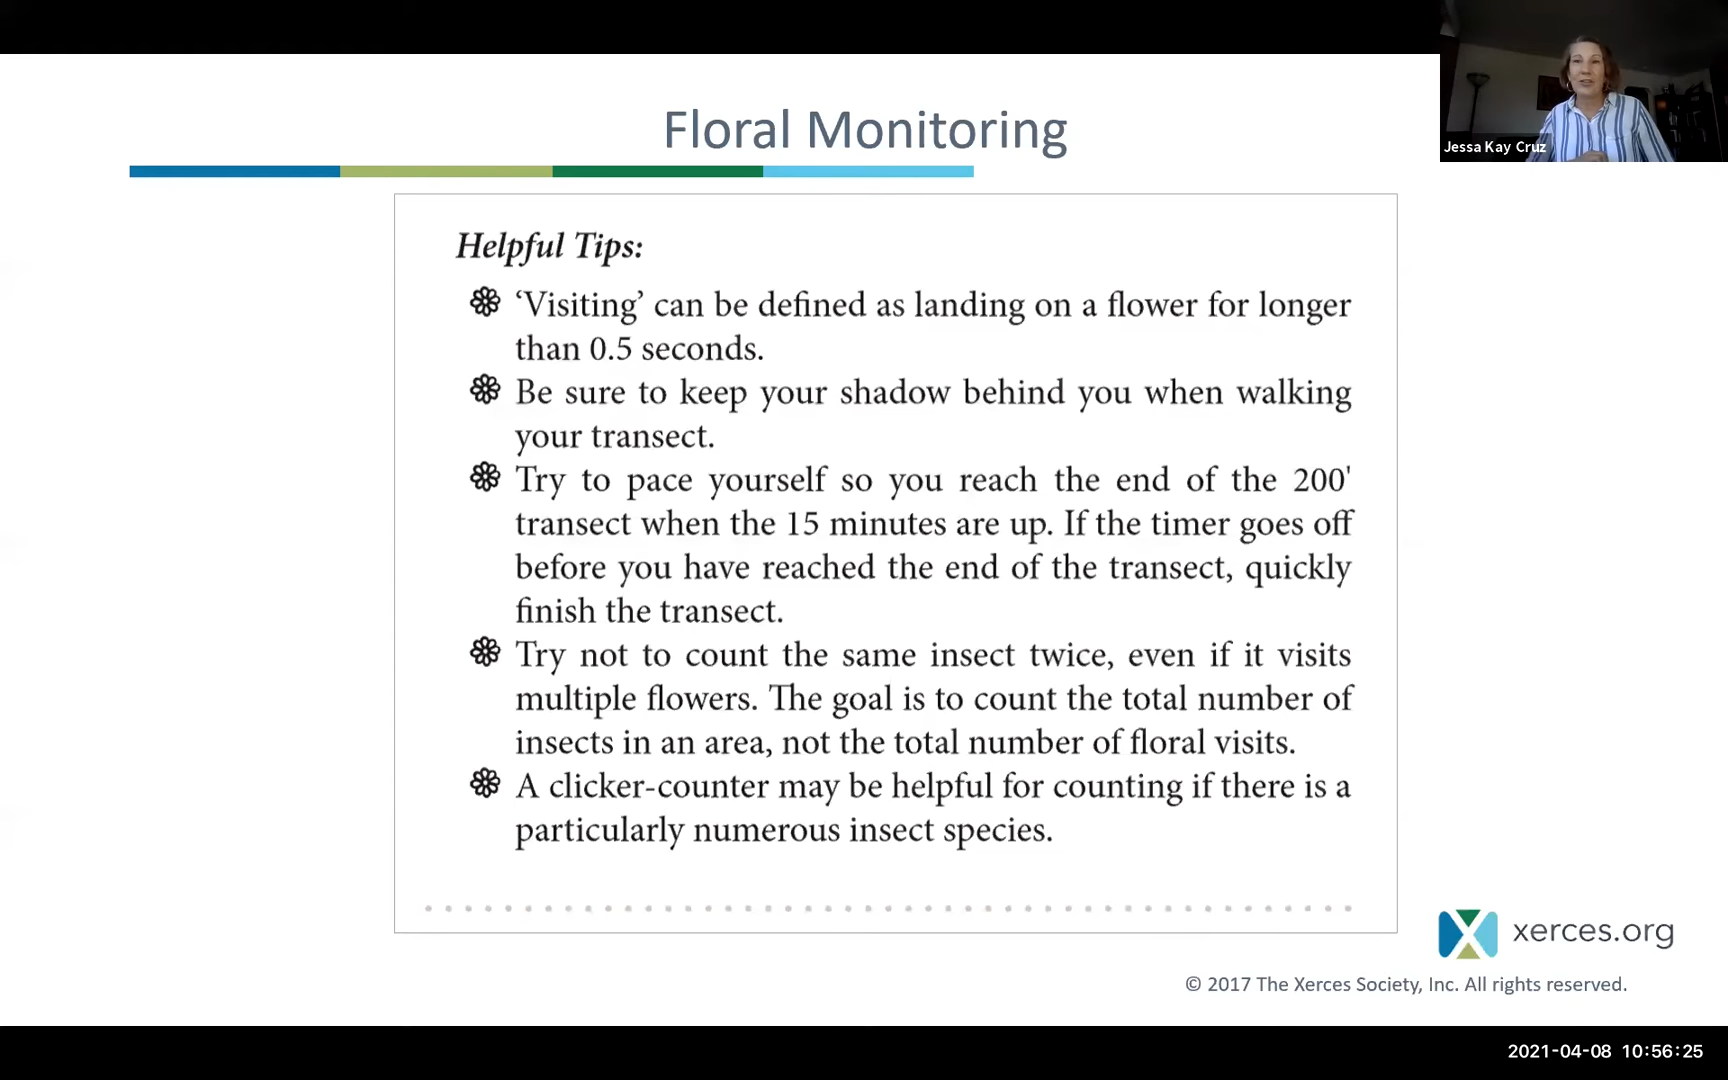 Floral Monitoring
Jessa Kay Cruz
Helpful Tips:
‘Visiting’ can be defined as landing on a flower for longer
than 0.5 seconds.
Be sure to keep your shadow behind you when walking
your transect.
Try to pace yourself so you reach the end of the 200'
transect when the 15 minutes are up. If the timer goes off
before you have reached the end of the transect, quickly
finish the transect.
Try not to count the same insect twice, even if it visits
multiple flowers. The goal is to count the total number of
insects in an area, not the total number of floral visits.
A clicker-counter may be helpful for counting if there is a
particularly numerous insect species.
xerces.org
© 2017 The Xerces Society, Inc. All rights reserved.
2021-04-08 10:56:25